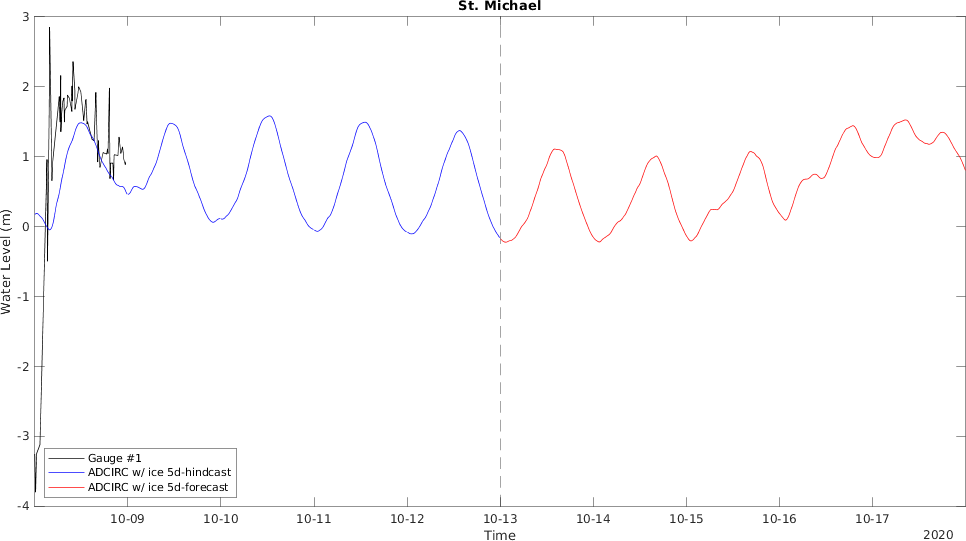 St. Michael
Water Level (m)
3
2
1
0
-1
-2
-3
-4
Gauge #1
ADCIRC w/ ice 5d-hindcast
ADCIRC w/ ice 5d-forecast
10-09 10-10 10-11 10-12 10-13 10-14 10-15 10-16 10-17
Time
2020